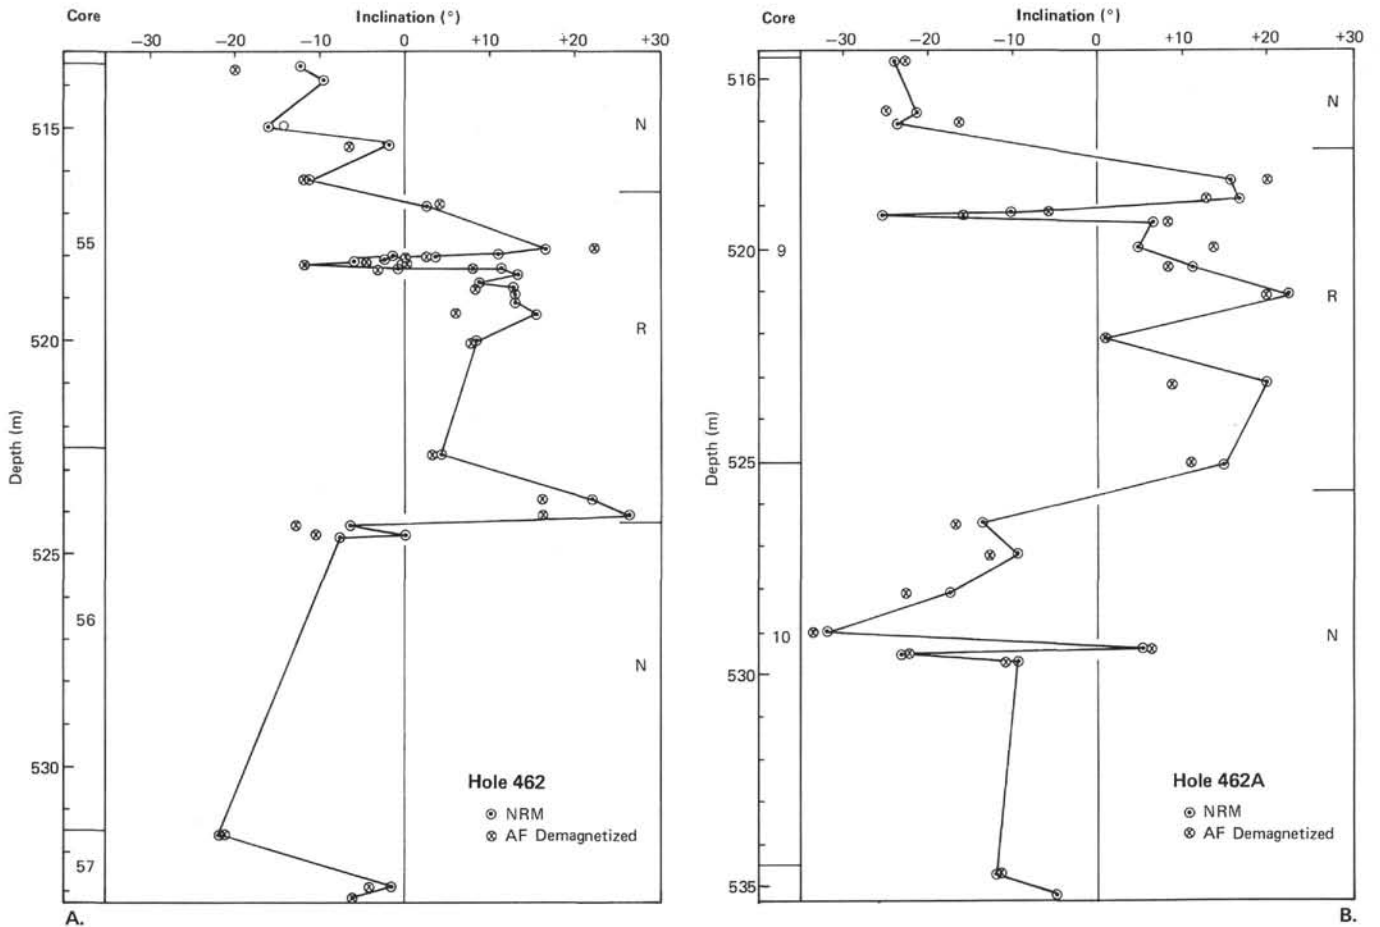 Core
Inclination (°)
−30 −20 −10 0 +10 +20 +30
N
515
55
R
520
Depth (m)
525
56
N
530
Hole 462
NRM
AF Demagnetized
57
A.
Core
Inclination (°)
−30 −20 −10 0 +10 +20 +30
516
N
9
520
R
Depth (m)
525
10
N
530
Hole 462A
NRM
AF Demagnetized
535
B.